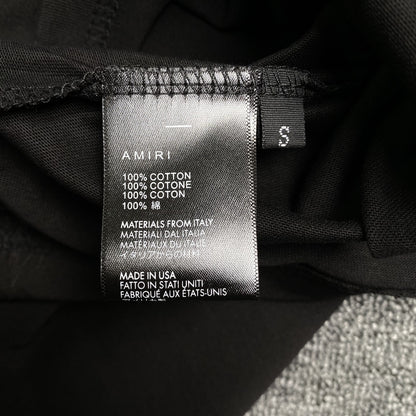 AMIRI
100% COTTON
100% COTONE
100% COTON
100% 綿
MATERIALS FROM ITALY
MATERIALI DAL ITALIA
MATÉRIAUX DU ITALIE
イタリアからの材料
MADE IN USA
FATTO IN STATI UNITI
FABRIQUÉ AUX ÉTATS-UNIS
S